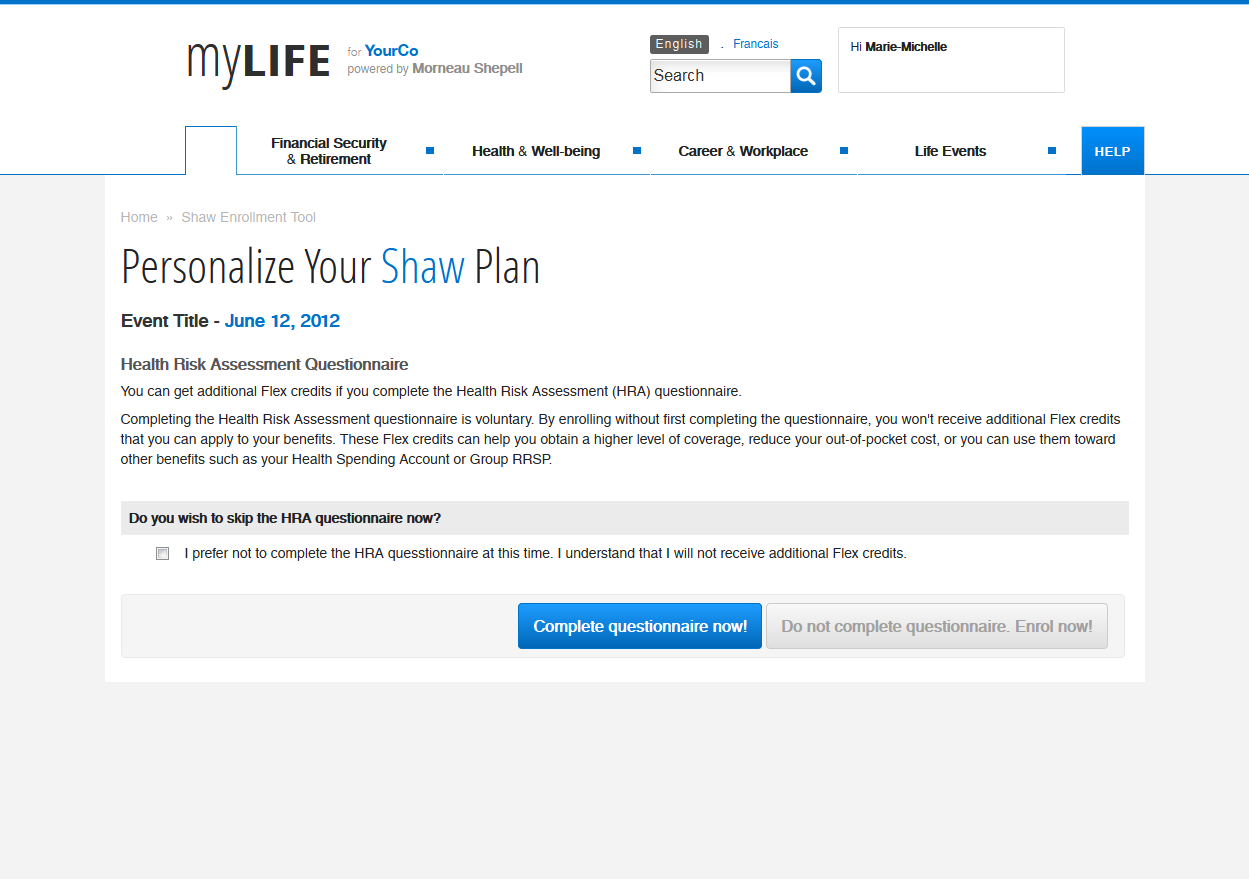 myLIFE
for YourCo
powered by Morneau Shepell
English . Francais
Search
Hi Marie-Michelle
Financial Security
& Retirement
Health & Well-being
Career & Workplace
Life Events
HELP
Home » Shaw Enrollment Tool
Personalize Your Shaw Plan
Event Title - June 12, 2012
Health Risk Assessment Questionnaire
You can get additional Flex credits if you complete the Health Risk Assessment (HRA) questionnaire.
Completing the Health Risk Assessment questionnaire is voluntary. By enrolling without first completing the questionnaire, you won't receive additional Flex credits
that you can apply to your benefits. These Flex credits can help you obtain a higher level of coverage, reduce your out-of-pocket cost, or you can use them toward
other benefits such as your Health Spending Account or Group RRSP.
Do you wish to skip the HRA questionnaire now?
I prefer not to complete the HRA quesstionnaire at this time. I understand that I will not receive additional Flex credits.
Complete questionnaire now!
Do not complete questionnaire. Enrol now!